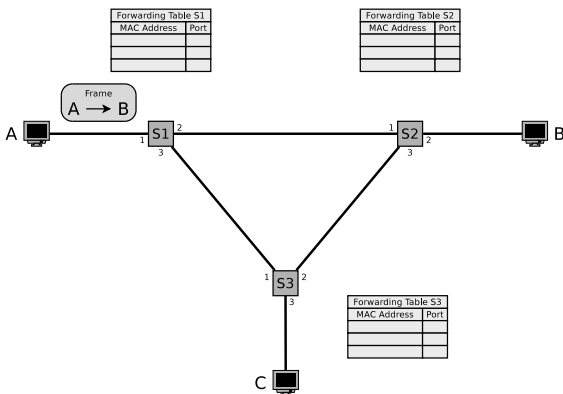 Forwarding Table S1
MAC Address Port
Forwarding Table S2
MAC Address Port
Frame
A B
A
S1
1
2
3
S2
1
2
3
B
S3
1
2
3
Forwarding Table S3
MAC Address Port
C